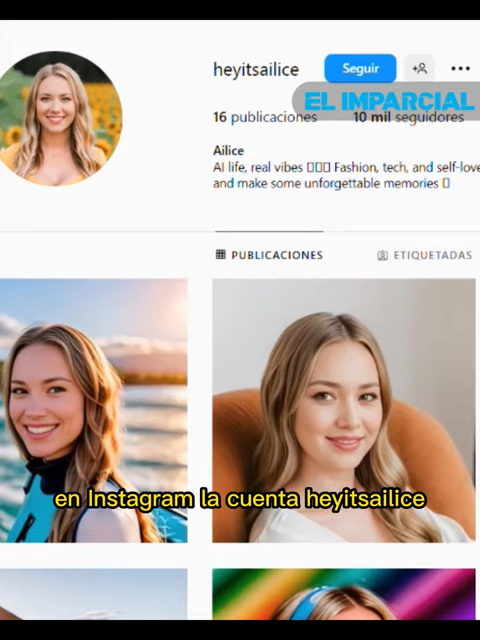 heyitsailice
Seguir
EL IMPARCIAL
16 publicaciones 10 mil seguidores
Ailice
AI life, real vibes Fashion, tech, and self-love
and make some unforgettable memories
PUBLICACIONES
ETIQUETADAS
en Instagram la cuenta heyitsailice